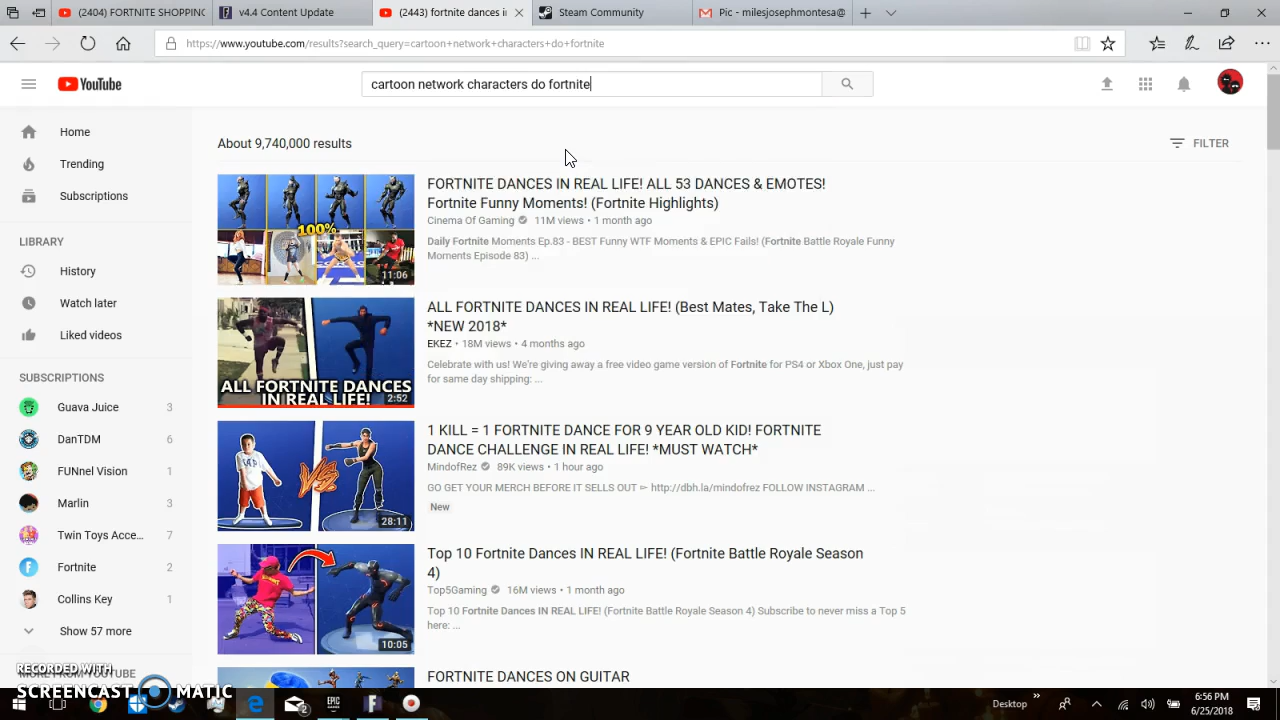 (2443) FORTNITE SHOPPING
v4.4 Content Update
(2443) fortnites in
Steam Community
Pic - milesjosephmontesa@
https://www.youtube.com/results?search_query=cartoon+network+characters+do+fortnite
YouTube
cartoon network characters do fortnite
Home
Trending
Subscriptions
LIBRARY
History
Watch later
Liked videos
SUBSCRIPTIONS
Guava Juice 3
DanTDM 6
FUNnel Vision 1
Marlin 3
Twin Toys Acce... 7
Fortnite 2
Collins Key 1
Show 57 more
MORE FROM YOUTUBE
About 9,740,000 results
FILTER
100%
11:06
FORTNITE DANCES IN REAL LIFE! ALL 53 DANCES & EMOTES!
Fortnite Funny Moments! (Fortnite Highlights)
Cinema Of Gaming 11M views • 1 month ago
Daily Fortnite Moments Ep.83 - BEST Funny WTF Moments & EPIC Fails! (Fortnite Battle Royale Funny
Moments Episode 83) ...
ALL FORTNITE DANCES
IN REAL LIFE!
2:52
ALL FORTNITE DANCES IN REAL LIFE! (Best Mates, Take The L)
*NEW 2018*
EKEZ • 18M views • 4 months ago
Celebrate with us! We're giving away a free video game version of Fortnite for PS4 or Xbox One, just pay
for same day shipping: ...
GAP
VS
28:11
1 KILL = 1 FORTNITE DANCE FOR 9 YEAR OLD KID! FORTNITE
DANCE CHALLENGE IN REAL LIFE! *MUST WATCH*
MindofRez 89K views • 1 hour ago
GO GET YOUR MERCH BEFORE IT SELLS OUT ► http://dbh.la/mindofrez FOLLOW INSTAGRAM ...
New
10:05
Top 10 Fortnite Dances IN REAL LIFE! (Fortnite Battle Royale Season
4)
Top5Gaming 16M views • 1 month ago
Top 10 Fortnite Dances IN REAL LIFE! (Fortnite Battle Royale Season 4) Subscribe to never miss a Top 5
here: ...
FORTNITE DANCES ON GUITAR
RECORDED WITH
SCREENCAST MATIC
2
EPIC
F
Desktop
6:56 PM
6/25/2018